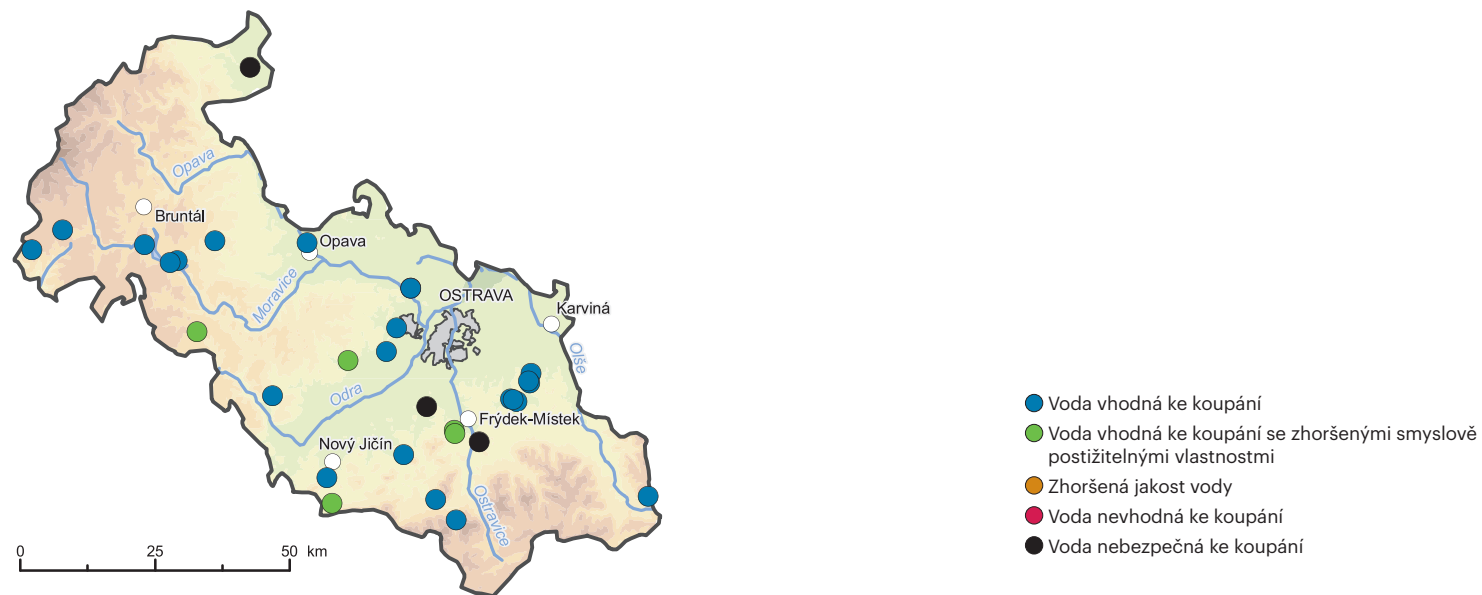 Opava
Bruntál
Opava
Moravice
OSTRAVA
Karviná
Olše
Odra
Frýdek-Místek
Nový Jičín
Ostravice
0 25 50 km
Voda vhodná ke koupání
Voda vhodná ke koupání se zhoršenými smyslově
postižitelnými vlastnostmi
Zhoršená jakost vody
Voda nevhodná ke koupání
Voda nebezpečná ke koupání